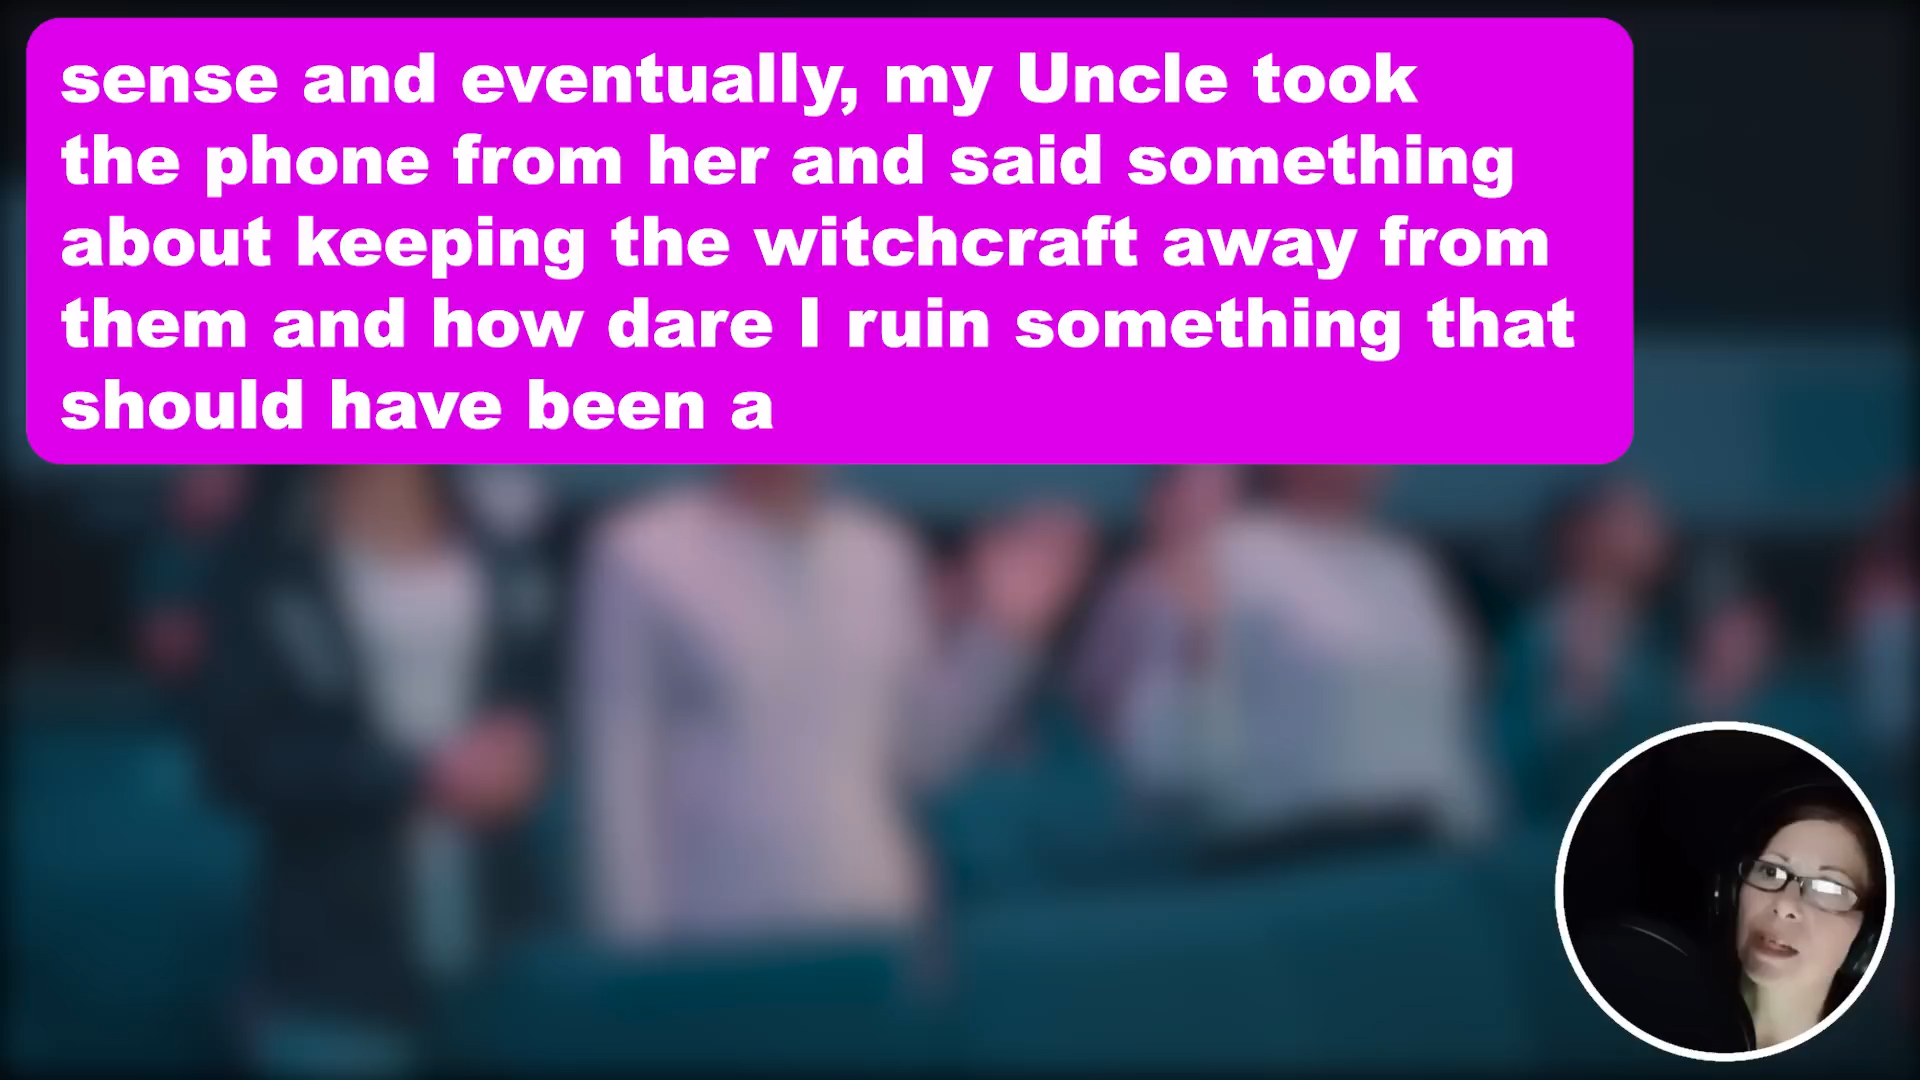 sense and eventually, my Uncle took
the phone from her and said something
about keeping the witchcraft away from
them and how dare I ruin something that
should have been a